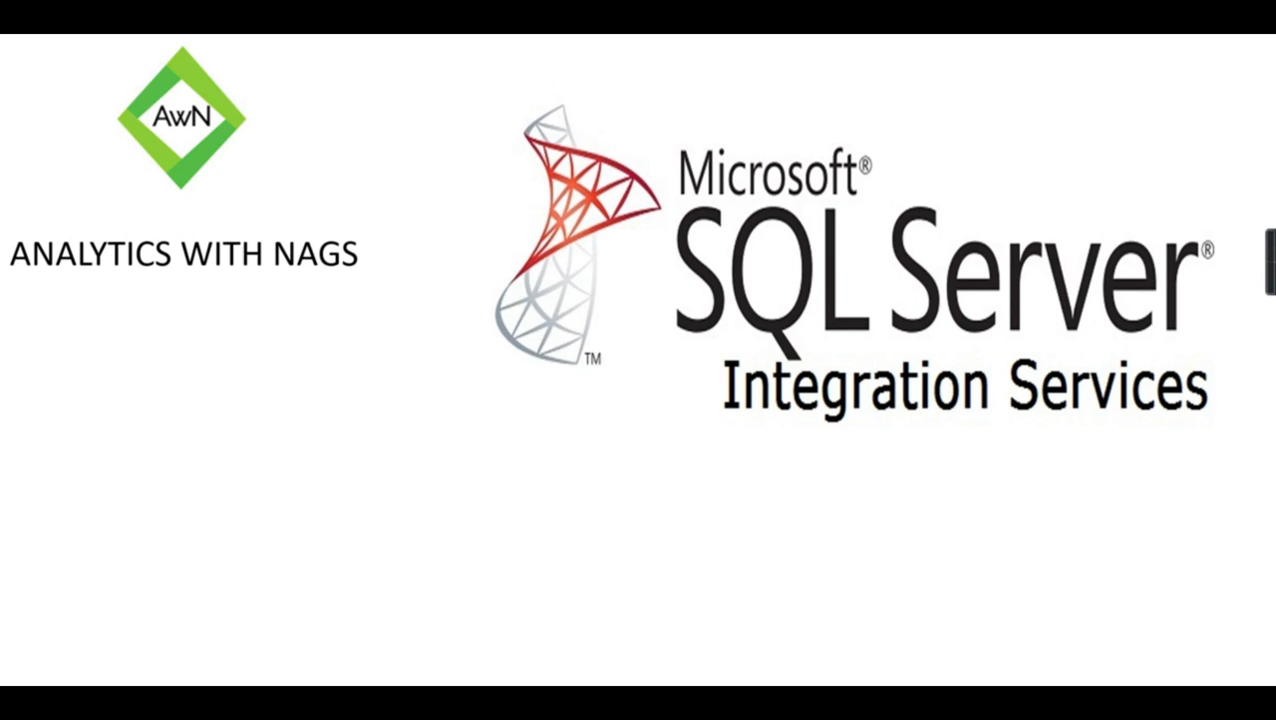 AwN
ANALYTICS WITH NAGS
Microsoft®
SQL Server®
TM
Integration Services